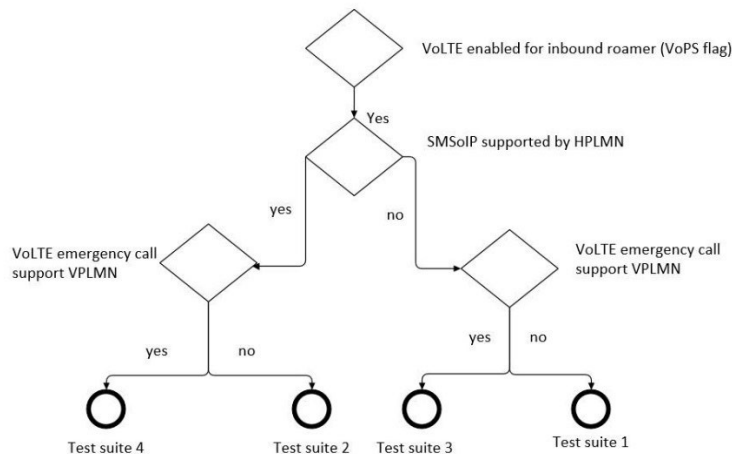 VoLTE enabled for inbound roamer (VoPS flag)
Yes
SMSoIP supported by HPLMN
yes
no
VoLTE emergency call
support VPLMN
VoLTE emergency call
support VPLMN
yes
no
yes
no
Test suite 4
Test suite 2
Test suite 3
Test suite 1